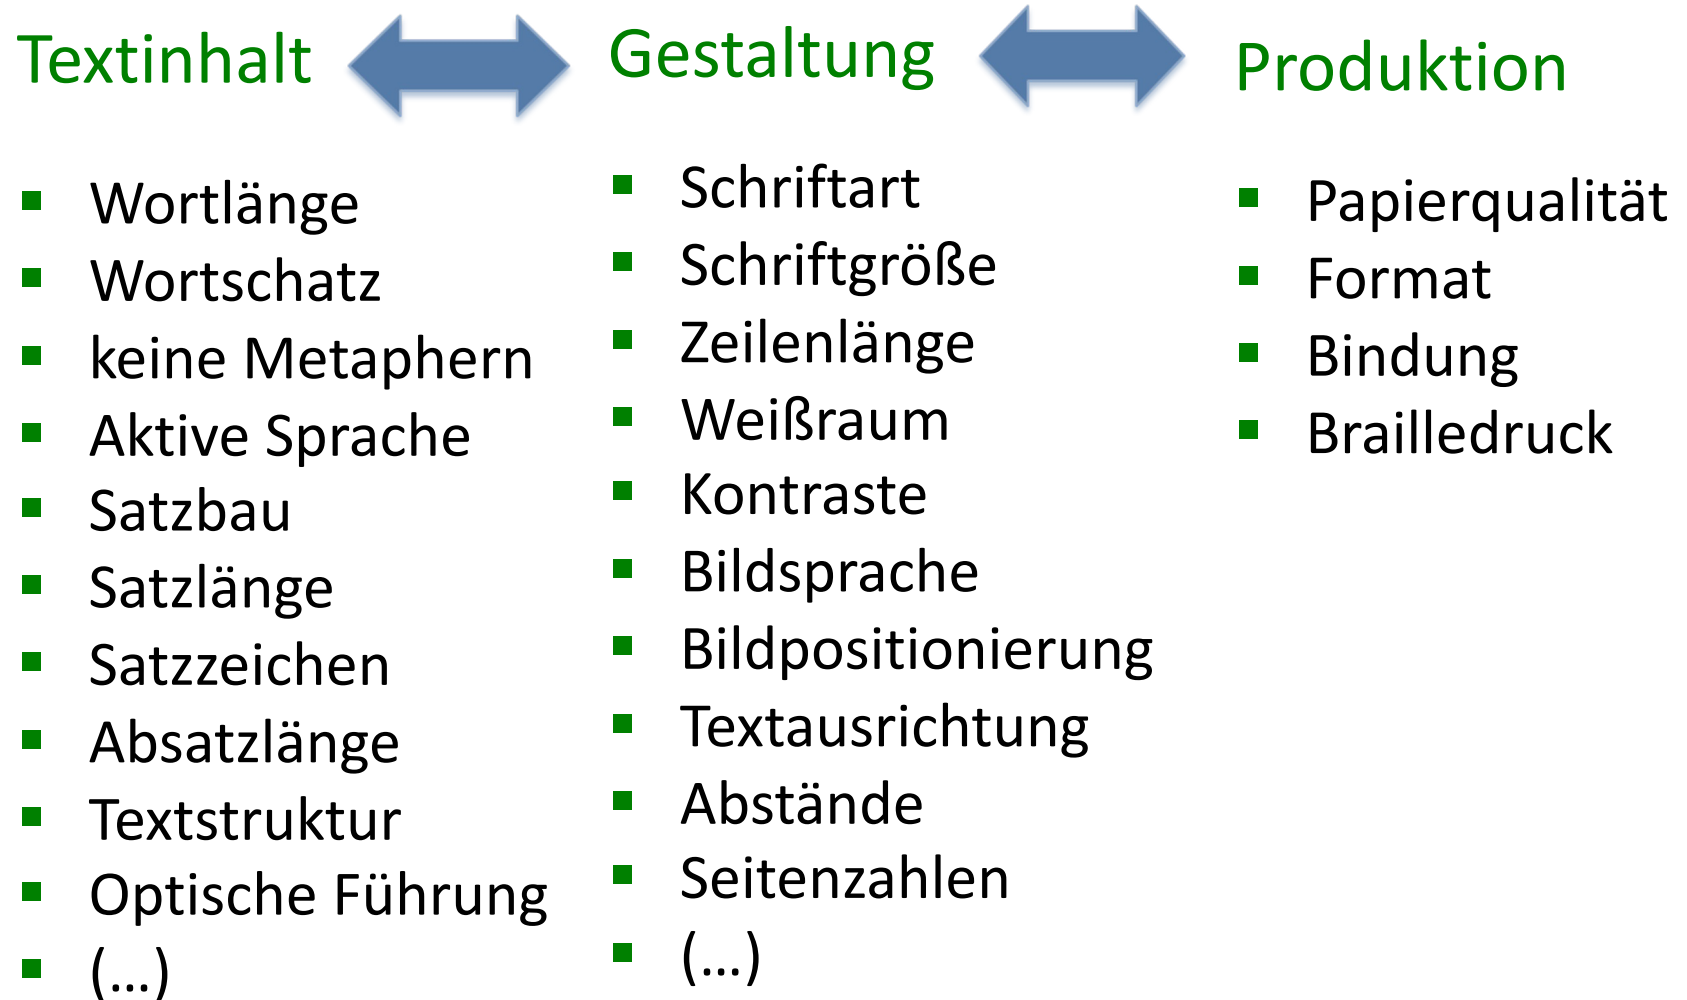 Textinhalt
Wortlänge
Wortschatz
keine Metaphern
Aktive Sprache
Satzbau
Satzlänge
Satzzeichen
Absatzlänge
Textstruktur
Optische Führung
(…)
Gestaltung
Schriftart
Schriftgröße
Zeilenlänge
Weißraum
Kontraste
Bildsprache
Bildpositionierung
Textausrichtung
Abstände
Seitenzahlen
(…)
Produktion
Papierqualität
Format
Bindung
Brailledruck